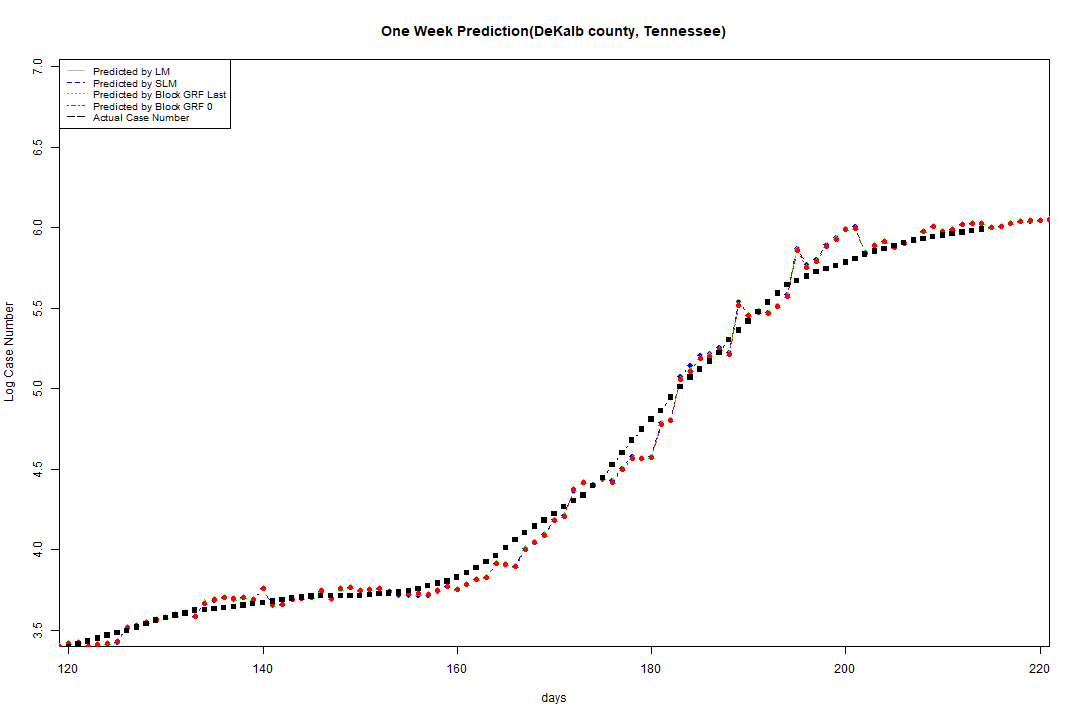 One Week Prediction(DeKalb county, Tennessee)
Predicted by LM
Predicted by SLM
Predicted by Block GRF Last
Predicted by Block GRF 0
Actual Case Number
7.0
6.5
6.0
5.5
5.0
4.5
4.0
3.5
Log Case Number
120 140 160 180 200 220
days